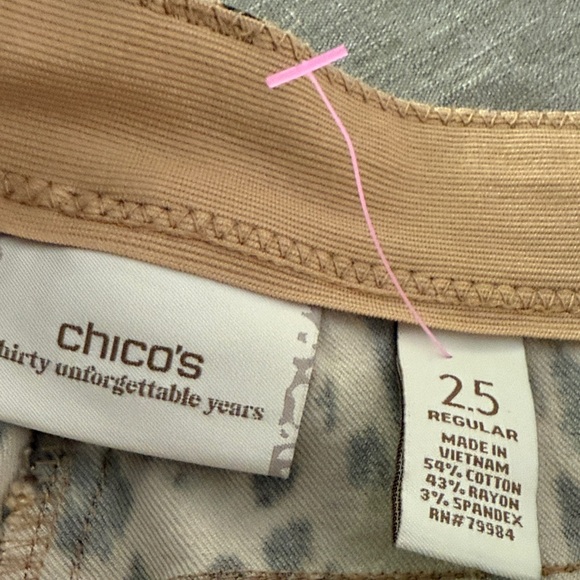 chico's
hirty unforgettable years
2.5
REGULAR
MADE IN
VIETNAM
54% COTTON
43% RAYON
3% SPANDEX
RN#79984